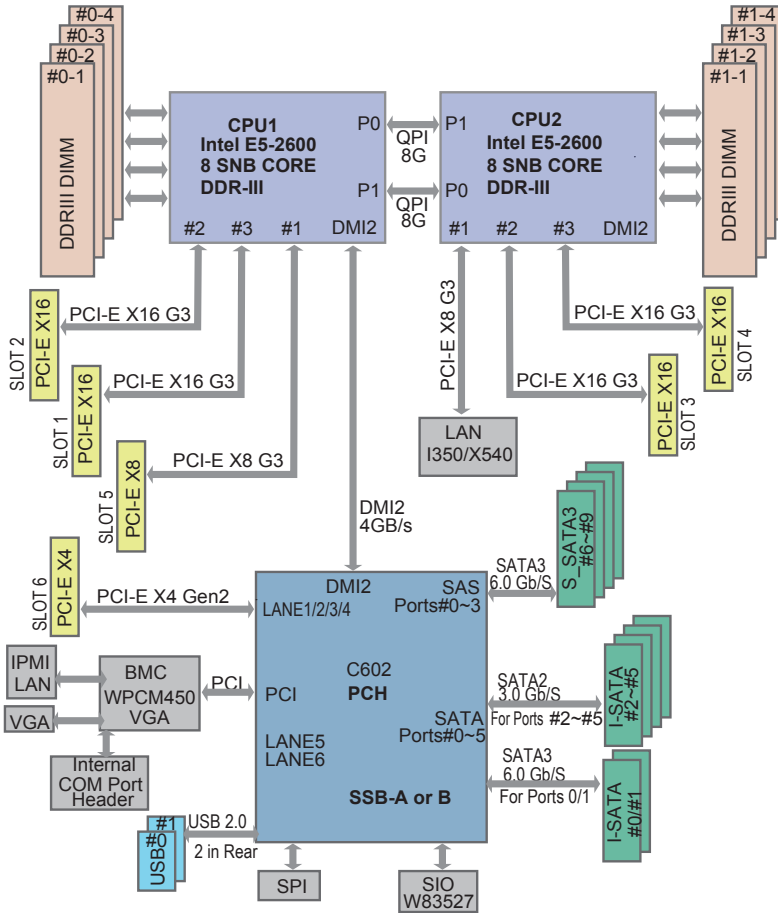 #0-4
#0-3
#0-2
#0-1
DDRIII DIMM
#1-4
#1-3
#1-2
#1-1
DDRIII DIMM
CPU1
Intel E5-2600
8 SNB CORE
DDR-III
P0
P1
#2
#3
#1
DMI2
QPI
8G
QPI
8G
CPU2
Intel E5-2600
8 SNB CORE
DDR-III
P1
P0
#1
#2
#3
DMI2
SLOT 2
PCI-E X16
PCI-E X16 G3
SLOT 1
PCI-E X16
PCI-E X16 G3
SLOT 5
PCI-E X8
PCI-E X8 G3
PCI-E X8 G3
LAN
I350/X540
PCI-E X16 G3
PCI-E X16
SLOT 4
PCI-E X16 G3
PCI-E X16
SLOT 3
DMI2
4GB/s
SLOT 6
PCI-E X4
PCI-E X4 Gen2
DMI2
LANE1/2/3/4
SAS
Ports#0~3
C602
PCH
PCI
SATA
Ports#0~5
LANE5
LANE6
SSB-A or B
SATA3
6.0 Gb/S
S_SATA3
#6~#9
SATA2
3.0 Gb/S
For Ports #2~#5
I-SATA
#2~#5
SATA3
6.0 Gb/S
For Ports 0/1
I-SATA
#0/#1
IPMI
LAN
VGA
BMC
WPCM450
VGA
PCI
Internal
COM Port
Header
#1
#0
USB
USB 2.0
2 in Rear
SPI
SIO
W83527